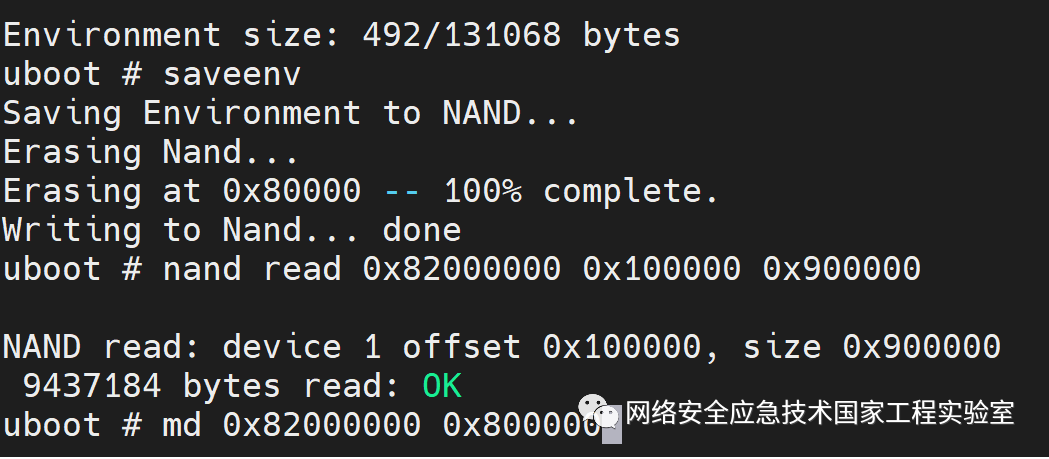 Environment size: 492/131068 bytes
uboot # saveenv
Saving Environment to NAND...
Erasing Nand...
Erasing at 0x80000 -- 100% complete.
Writing to Nand... done
uboot # nand read 0x82000000 0x100000 0x900000
NAND read: device 1 offset 0x100000, size 0x900000
9437184 bytes read: OK
uboot # md 0x82000000 0x800000
网络安全应急技术国家工程实验室